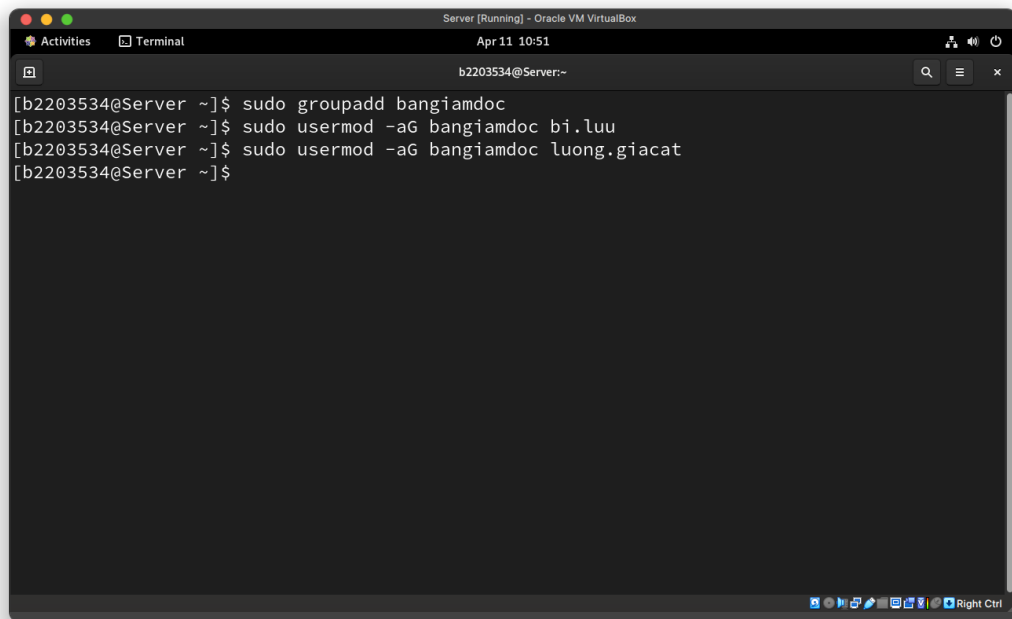 Server [Running] - Oracle VM VirtualBox
Activities Terminal Apr 11 10:51
b2203534@Server:~
[b2203534@Server ~]$ sudo groupadd bangiamdoc
[b2203534@Server ~]$ sudo usermod -aG bangiamdoc bi.luu
[b2203534@Server ~]$ sudo usermod -aG bangiamdoc luong.giacat
[b2203534@Server ~]$
Right Ctrl